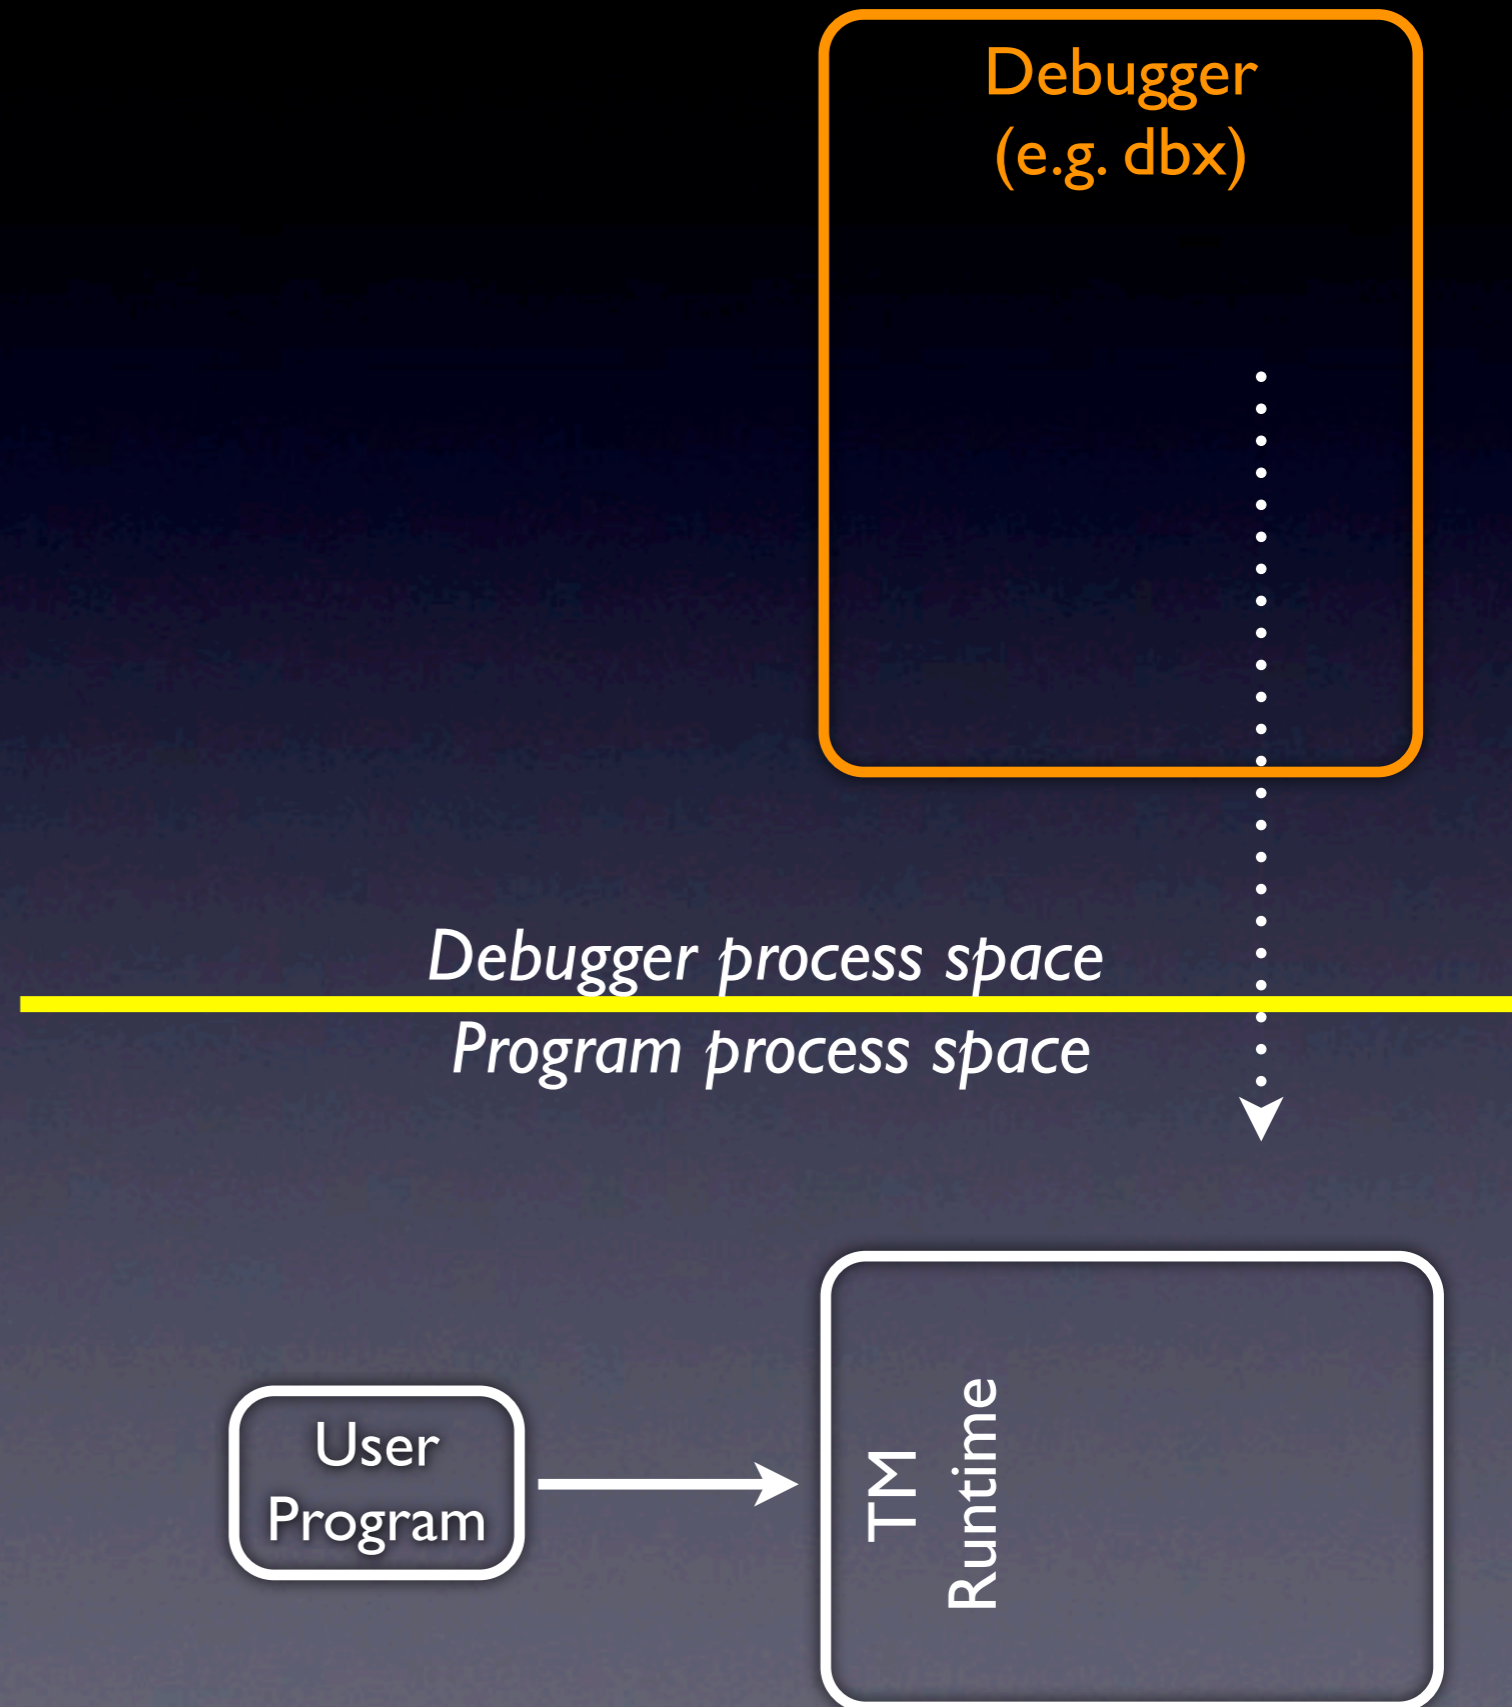 Debugger
(e.g. dbx)
Debugger process space
Program process space
User
Program
TM
Runtime